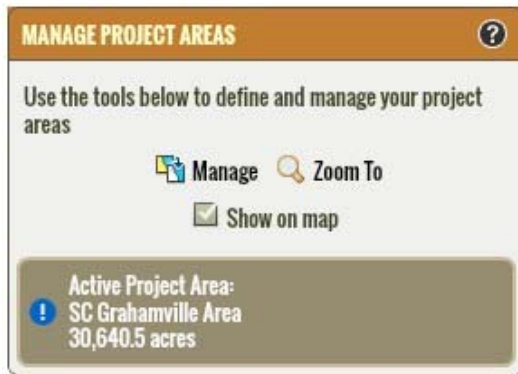 MANAGE PROJECT AREAS ?
Use the tools below to define and manage your project
areas
Manage Zoom To
Show on map
! Active Project Area:
SC Grahamville Area
30,640.5 acres